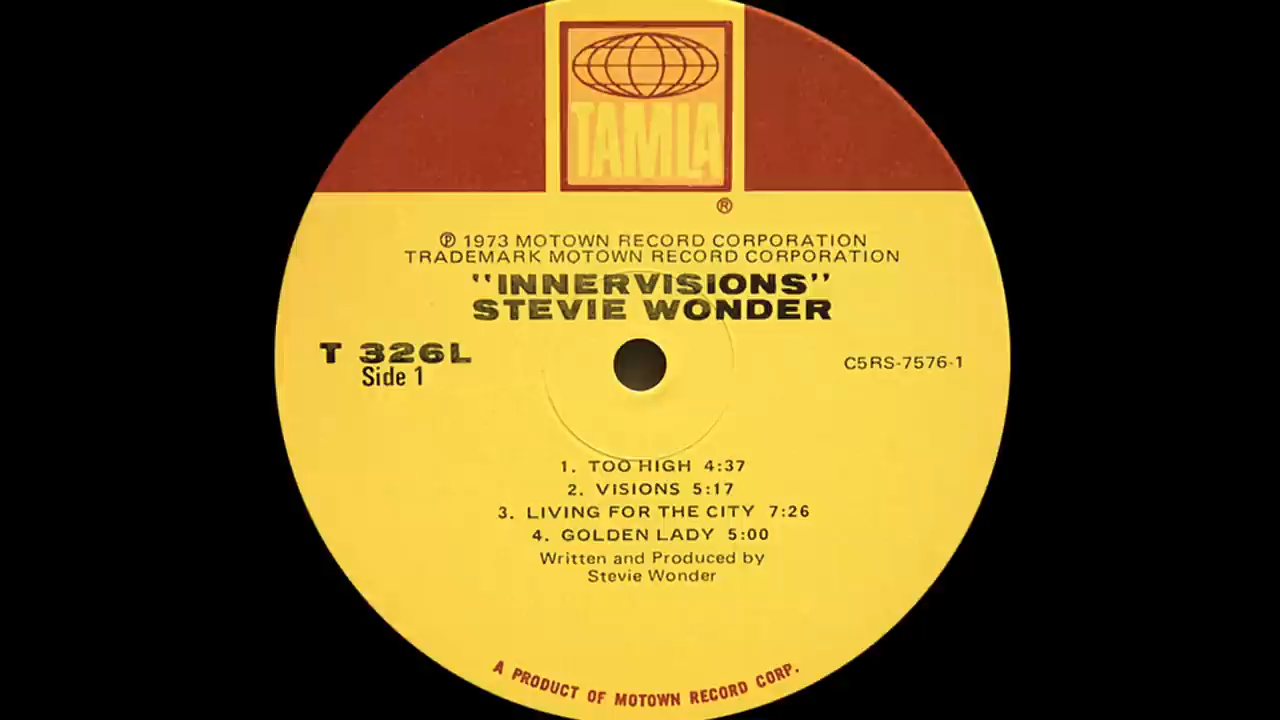 TAMLA
®
℗ 1973 MOTOWN RECORD CORPORATION
TRADEMARK MOTOWN RECORD CORPORATION
"INNERVISIONS"
STEVIE WONDER
T 326L
Side 1
C5RS-7576-1
1. TOO HIGH 4:37
2. VISIONS 5:17
3. LIVING FOR THE CITY 7:26
4. GOLDEN LADY 5:00
Written and Produced by
Stevie Wonder
A PRODUCT OF MOTOWN RECORD CORP.